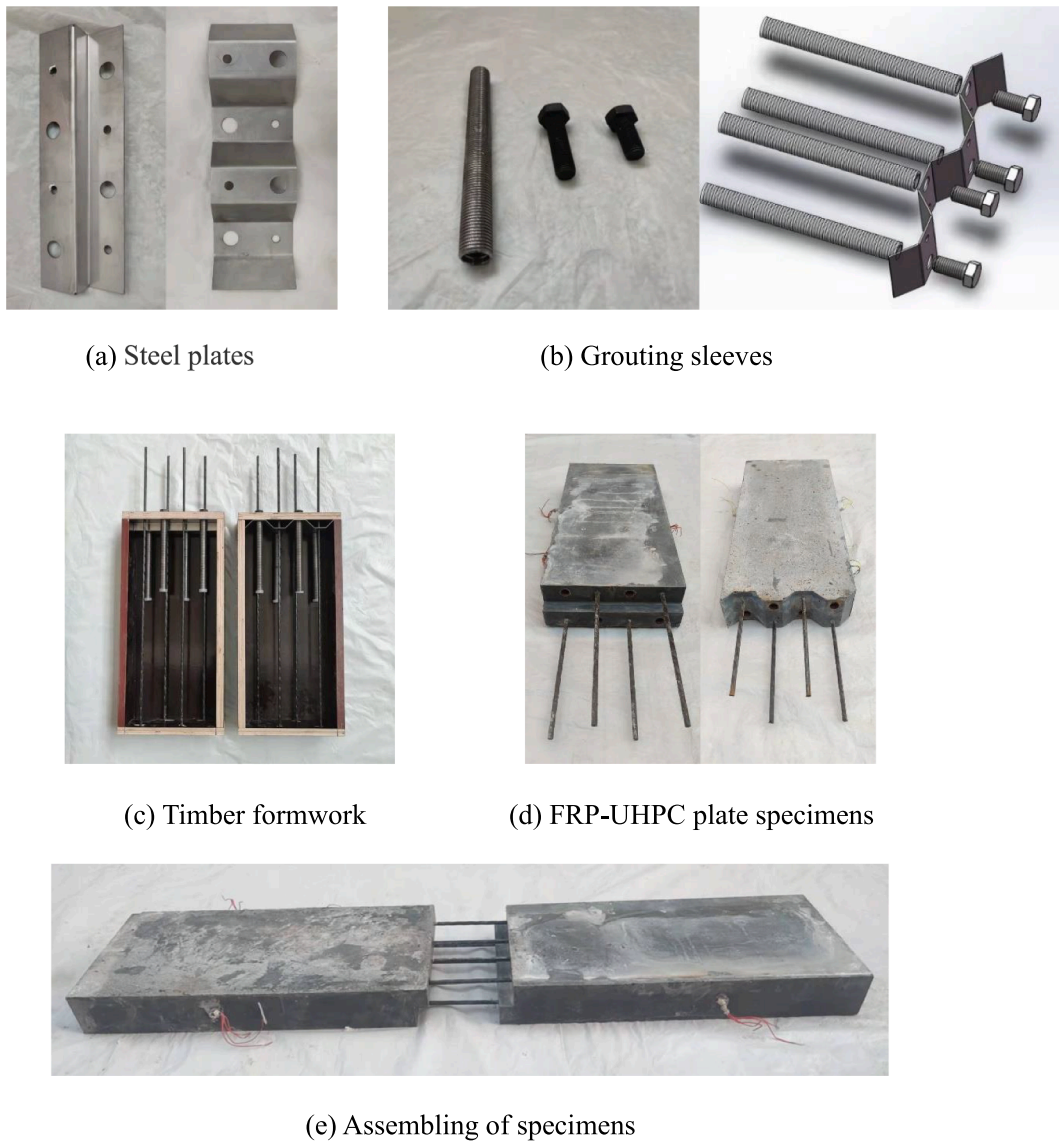 (a) Steel plates
(b) Grouting sleeves
(c) Timber formwork
(d) FRP-UHPC plate specimens
(e) Assembling of specimens